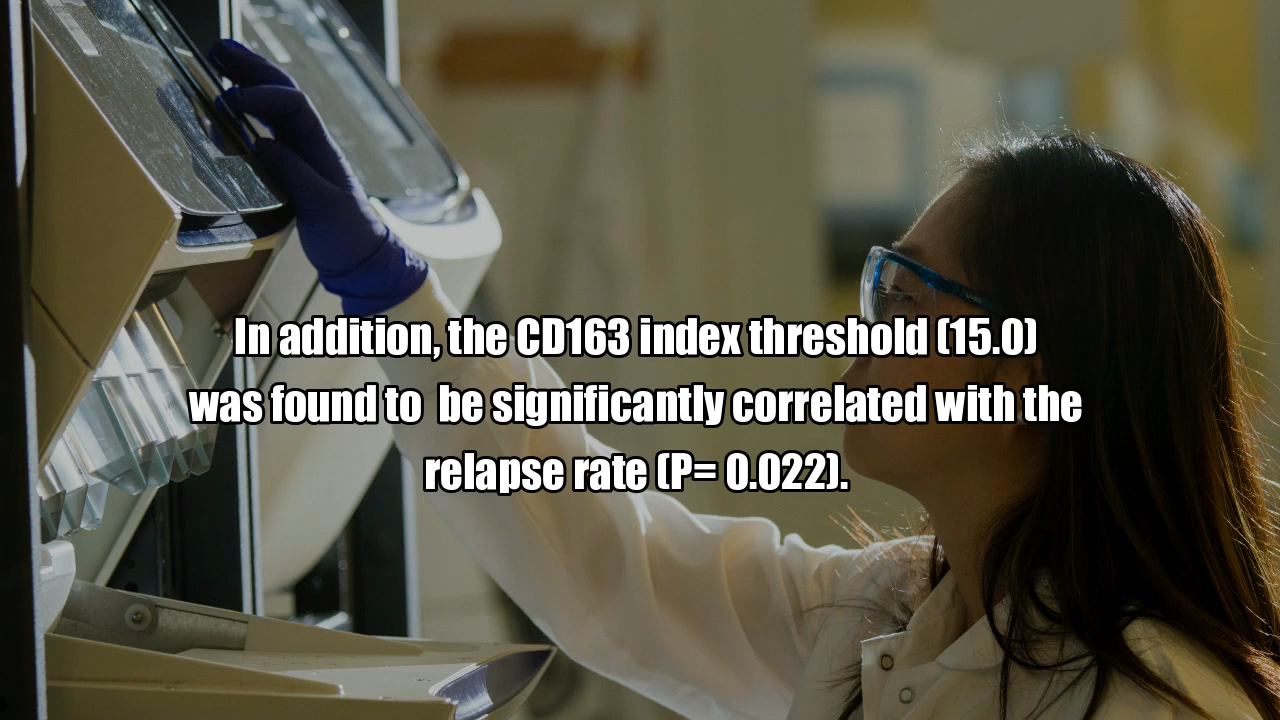 In addition, the CD163 index threshold (15.0)
was found to  be significantly correlated with the
relapse rate (P= 0.022).